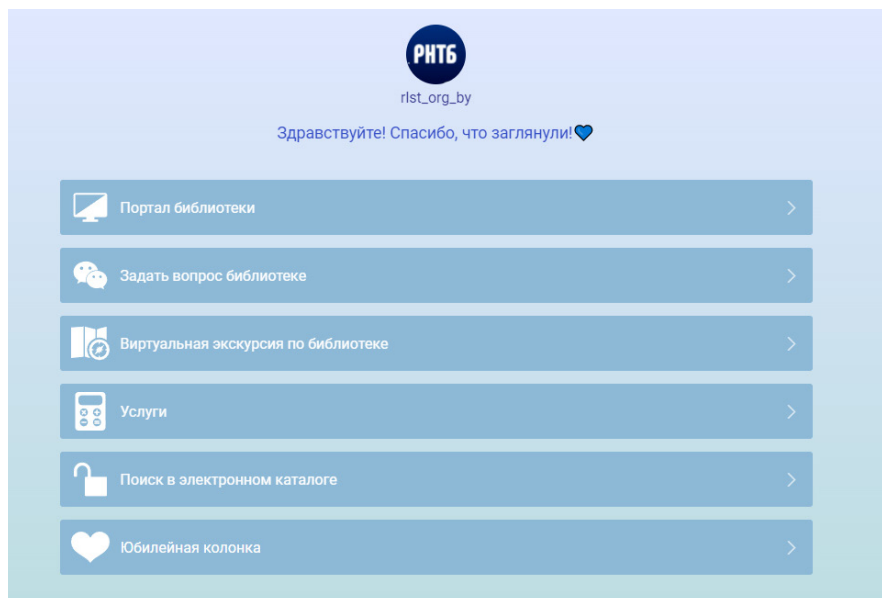 РНТБ
rlst_org_by
Здравствуйте! Спасибо, что заглянули!💙
Портал библиотеки
Задать вопрос библиотеке
Виртуальная экскурсия по библиотеке
Услуги
Поиск в электронном каталоге
Юбилейная колонка